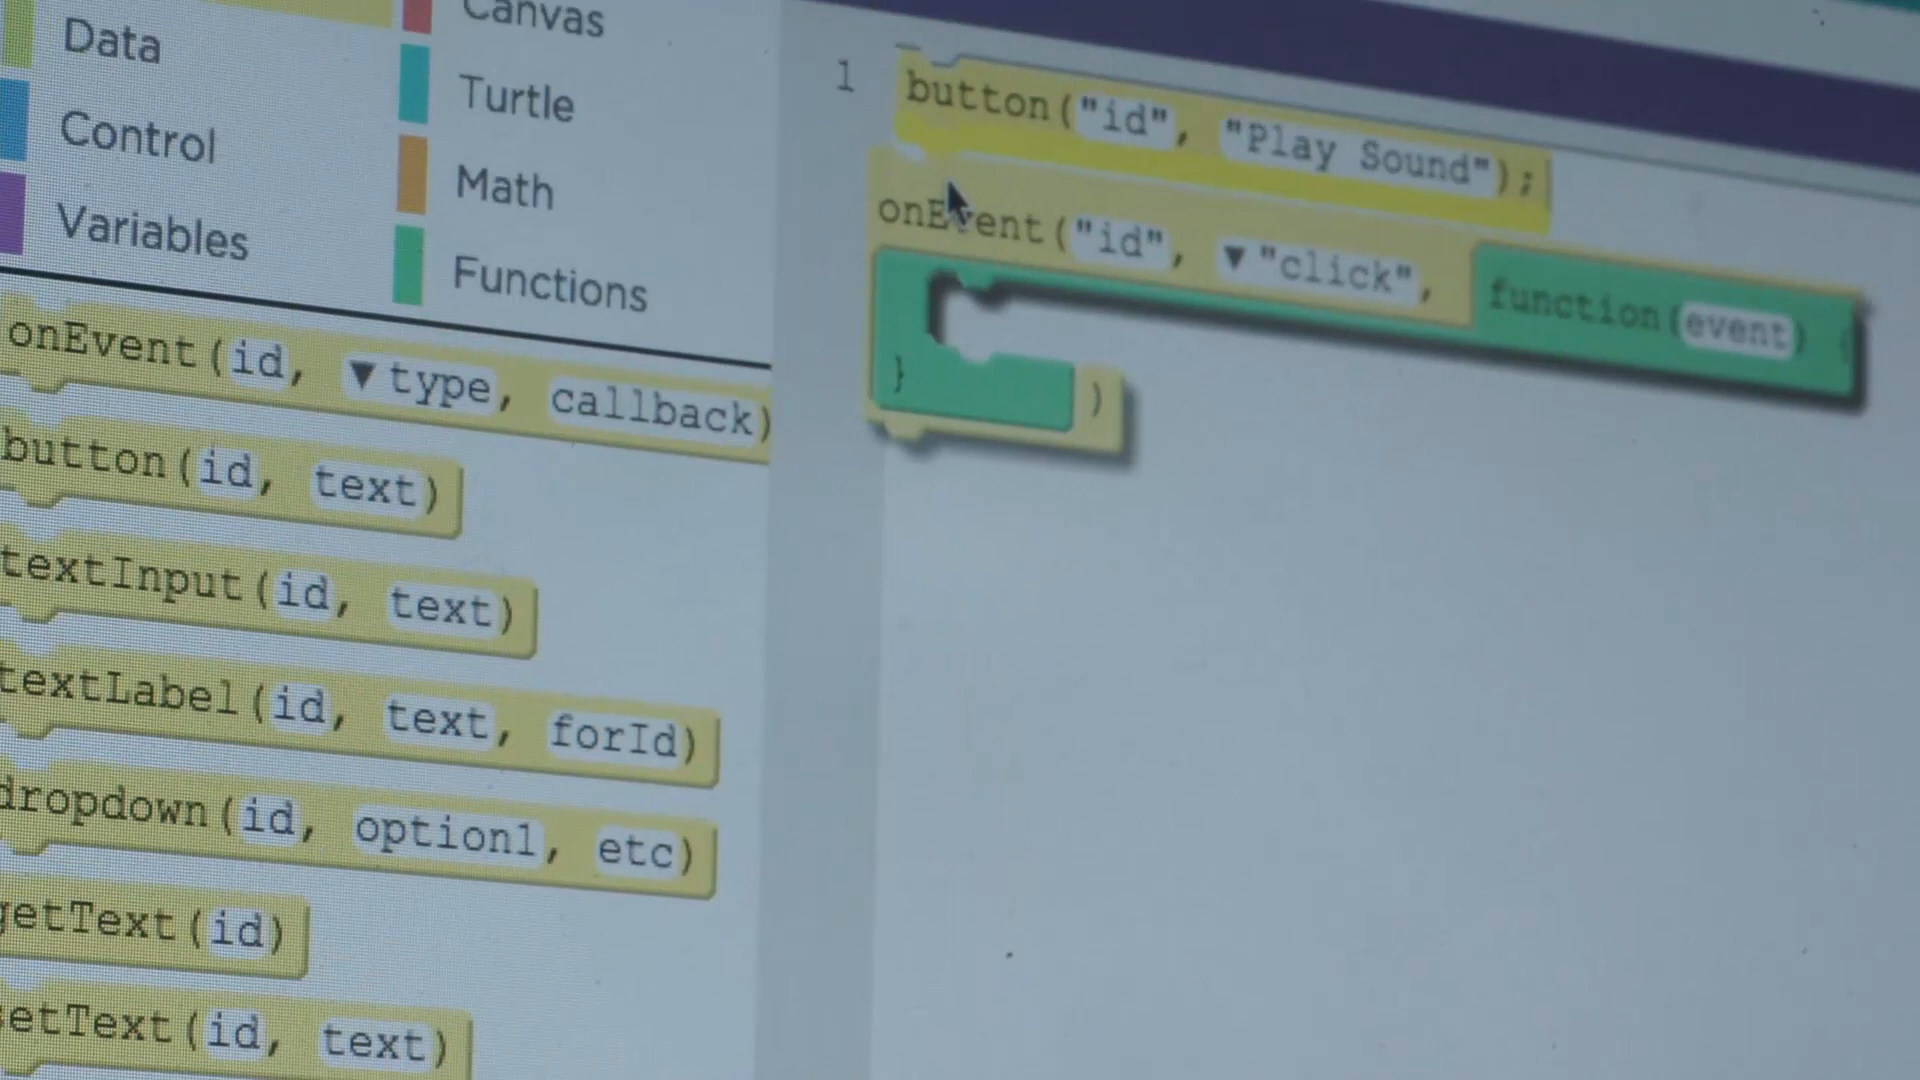 Data
Control
Variables
Canvas
Turtle
Math
Functions
onEvent(id, ▼type, callback)
button(id, text)
textInput(id, text)
textLabel(id, text, forId)
dropdown(id, option1, etc)
getText(id)
setText(id, text)
1 button("id", "Play Sound");
onEvent("id", ▼"click", function(event) {
} )